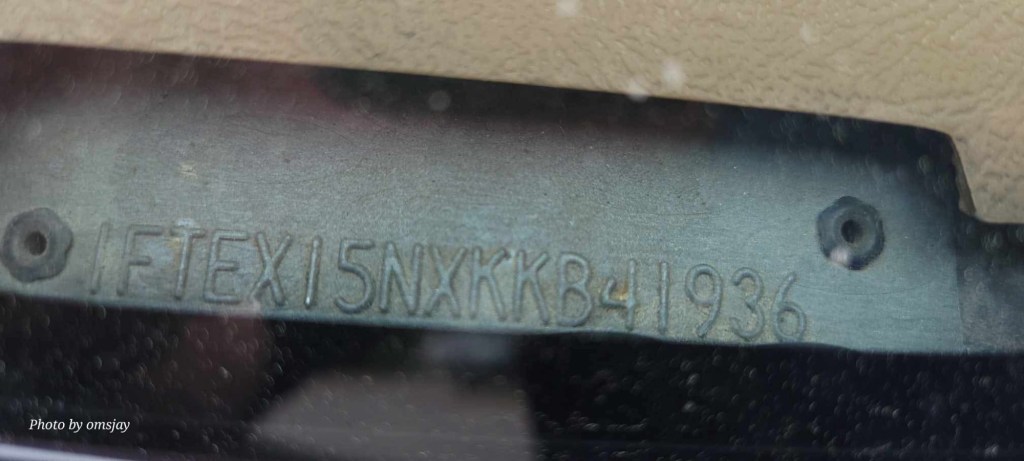 1FTEX15NXKKB41936
Photo by omsjay